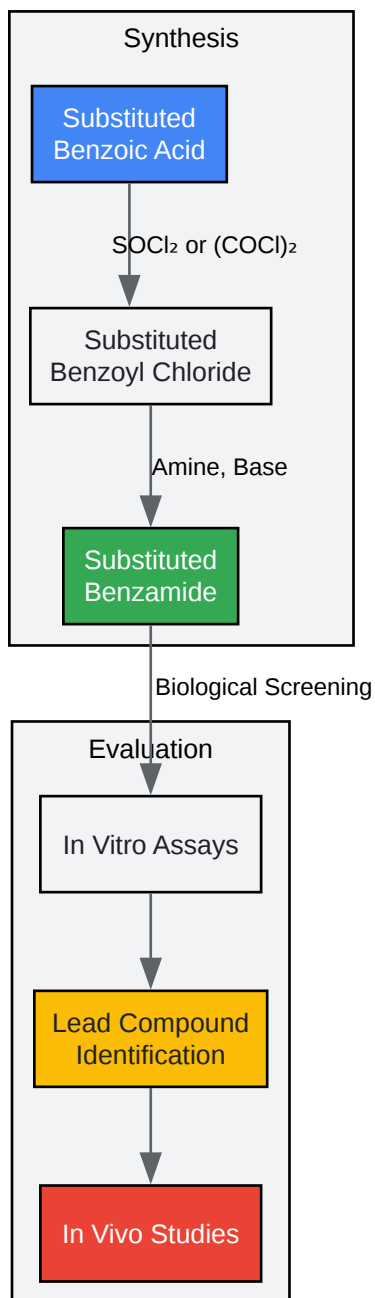 Synthesis
Substituted
Benzoic Acid
SOCl₂ or (COCl)₂
Substituted
Benzoyl Chloride
Amine, Base
Substituted
Benzamide
Biological Screening
Evaluation
In Vitro Assays
Lead Compound
Identification
In Vivo Studies